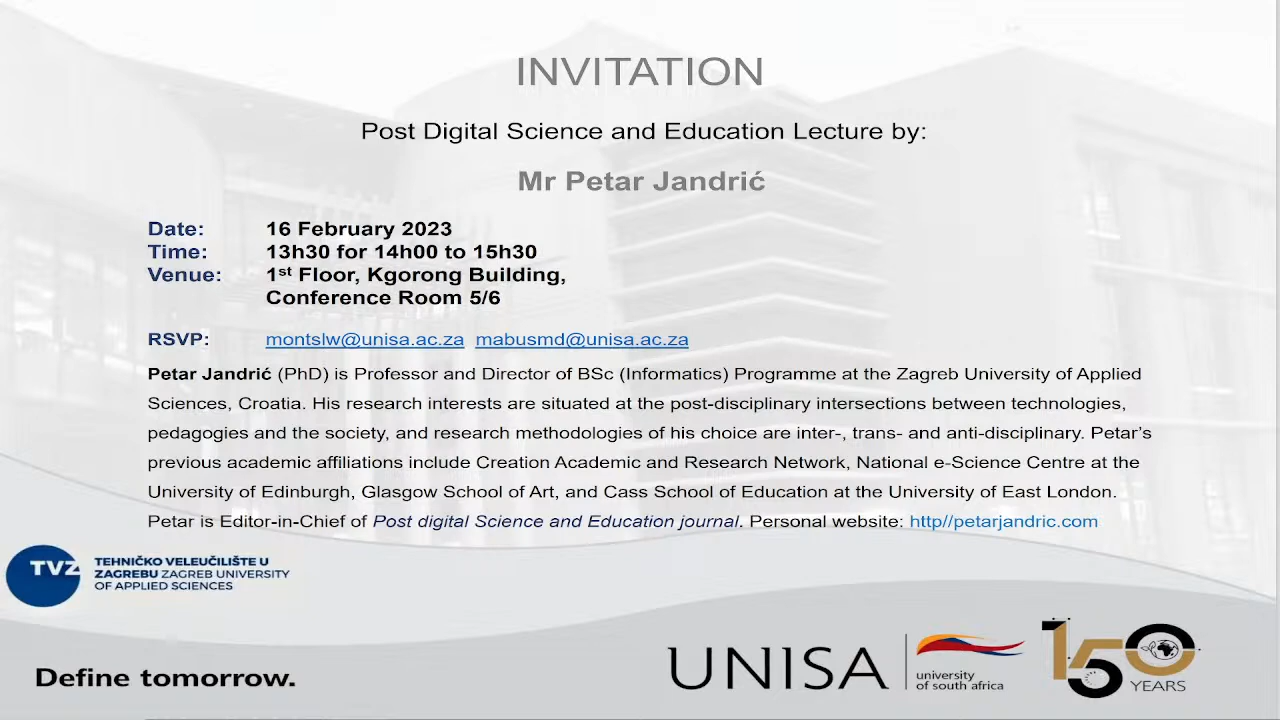 INVITATION
Post Digital Science and Education Lecture by:
Mr Petar Jandrić
Date: 16 February 2023
Time: 13h30 for 14h00 to 15h30
Venue: 1st Floor, Kgorong Building,
Conference Room 5/6
RSVP: montslw@unisa.ac.za mabusmd@unisa.ac.za
Petar Jandrić (PhD) is Professor and Director of BSc (Informatics) Programme at the Zagreb University of Applied
Sciences, Croatia. His research interests are situated at the post-disciplinary intersections between technologies,
pedagogies and the society, and research methodologies of his choice are inter-, trans- and anti-disciplinary. Petar’s
previous academic affiliations include Creation Academic and Research Network, National e-Science Centre at the
University of Edinburgh, Glasgow School of Art, and Cass School of Education at the University of East London.
Petar is Editor-in-Chief of Post digital Science and Education journal. Personal website: http//petarjandric.com
TVZ
TEHNIČKO VELEUČILIŠTE U
ZAGREBU ZAGREB UNIVERSITY
OF APPLIED SCIENCES
Define tomorrow.
UNISA
university
of south africa
150
YEARS